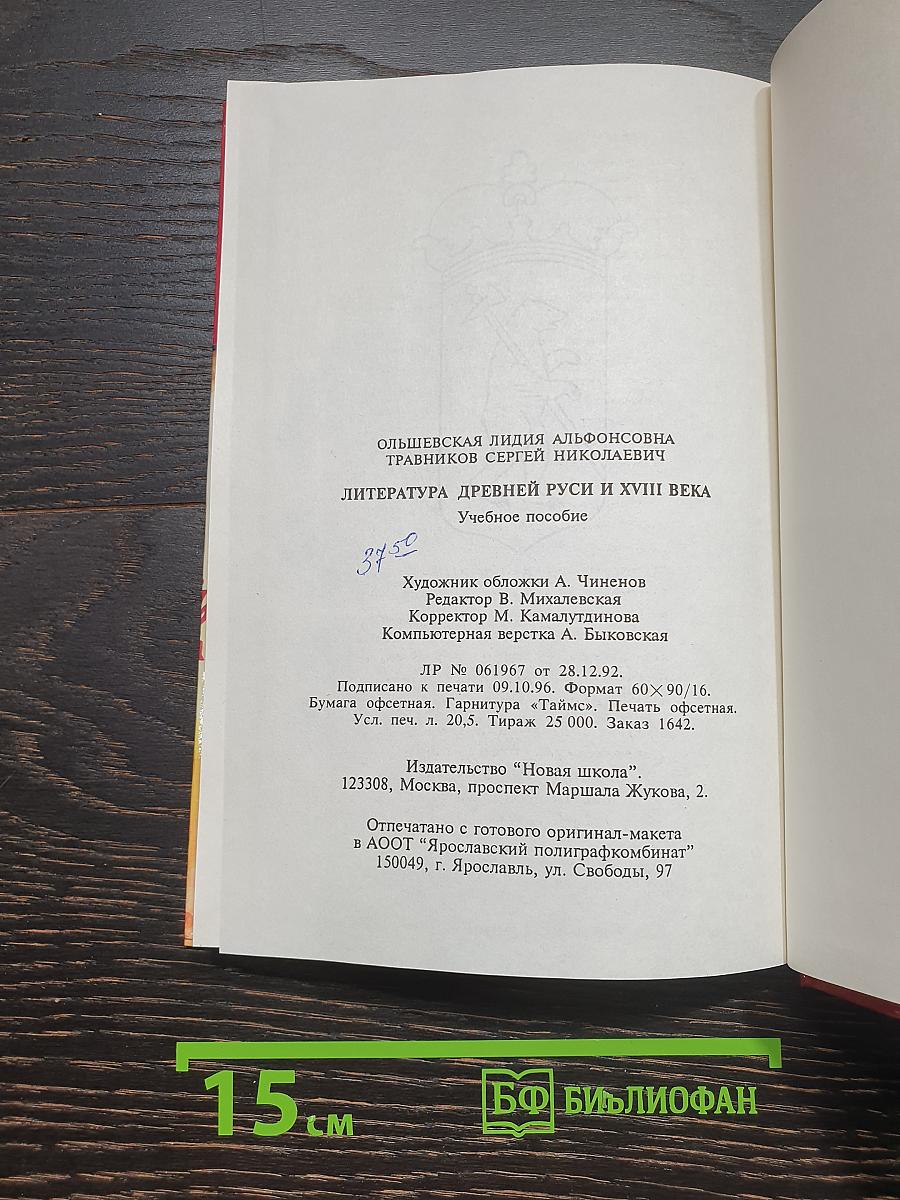 ОЛЬШЕВСКАЯ ЛИДИЯ АЛЬФОНСОВНА
ТРАВНИКОВ СЕРГЕЙ НИКОЛАЕВИЧ
ЛИТЕРАТУРА ДРЕВНЕЙ РУСИ И XVIII ВЕКА
Учебное пособие
3750
Художник обложки А. Чиненов
Редактор В. Михалевская
Корректор М. Камалутдинова
Компьютерная верстка А. Быковская
ЛР № 061967 от 28.12.92.
Подписано к печати 09.10.96. Формат 60×90/16.
Бумага офсетная. Гарнитура «Таймс». Печать офсетная.
Усл. печ. л. 20,5. Тираж 25 000. Заказ 1642.
Издательство “Новая школа”.
123308, Москва, проспект Маршала Жукова, 2.
Отпечатано с готового оригинал-макета
в АООТ “Ярославский полиграфкомбинат”
150049, г. Ярославль, ул. Свободы, 97
15 см
БФ БИБЛИОФАН